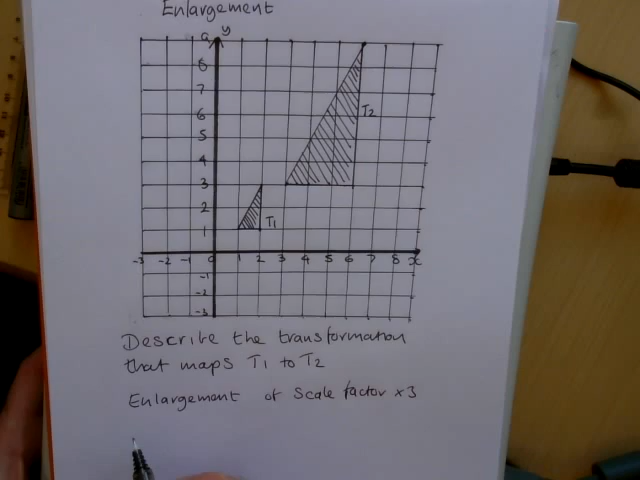 Enlargement
y
9
8
7
6
T2
5
4
3
2
1
T1
-3 -2 -1 0 1 2 3 4 5 6 7 8 x
-1
-2
-3
Describe the transformation
that maps T1 to T2
Enlargement of Scale factor ×3